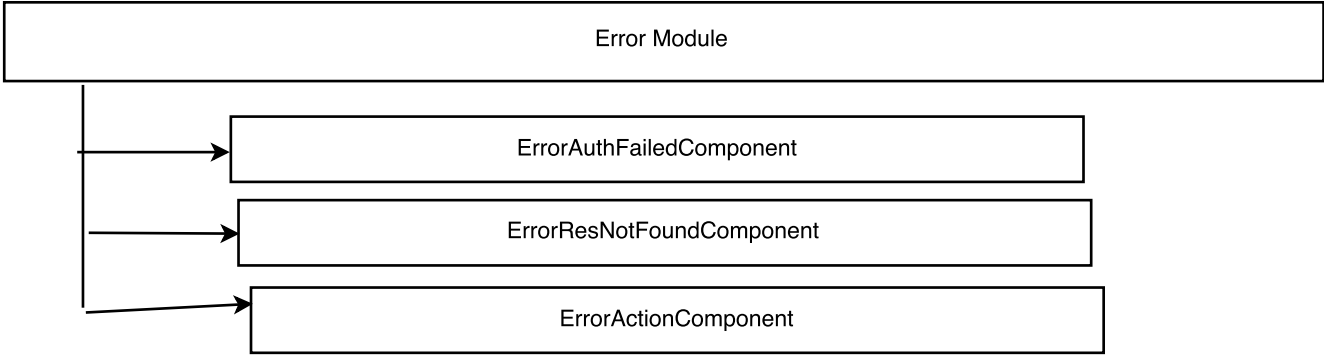 Error Module
ErrorAuthFailedComponent
ErrorResNotFoundComponent
ErrorActionComponent